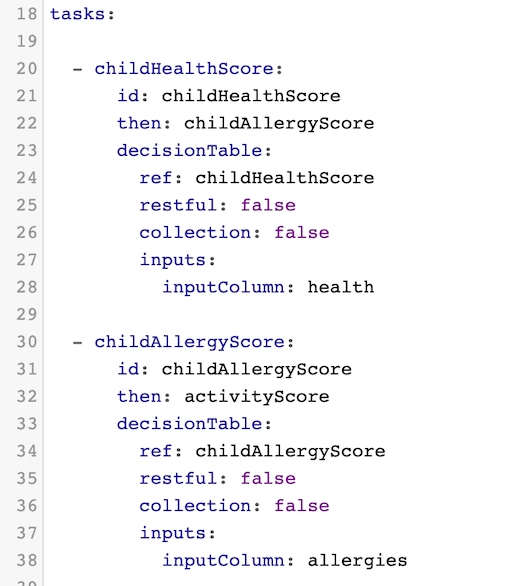 18 tasks:
19
20   - childHealthScore:
21       id: childHealthScore
22       then: childAllergyScore
23       decisionTable:
24         ref: childHealthScore
25         restful: false
26         collection: false
27         inputs:
28           inputColumn: health
29
30   - childAllergyScore:
31       id: childAllergyScore
32       then: activityScore
33       decisionTable:
34         ref: childAllergyScore
35         restful: false
36         collection: false
37         inputs:
38           inputColumn: allergies